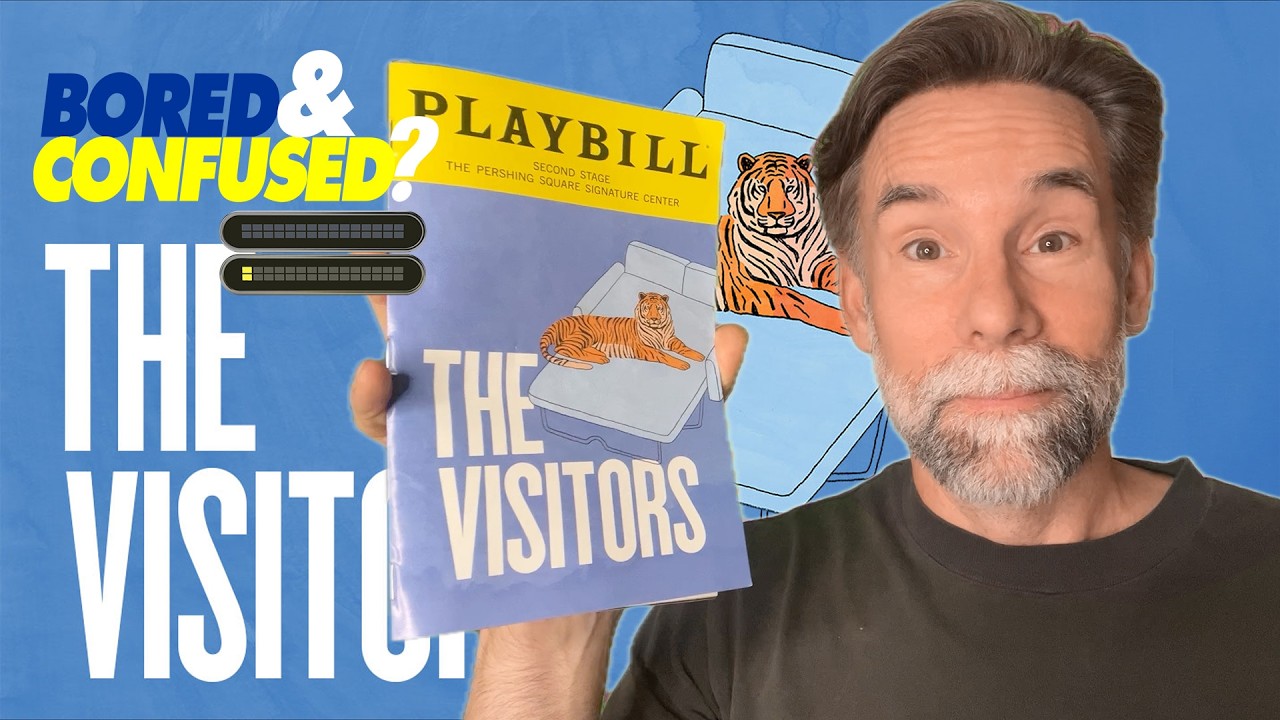 BORED &
CONFUSED?
THE
VISITO
PLAYBILL
SECOND STAGE
THE PERSHING SQUARE SIGNATURE CENTER
THE
VISITORS